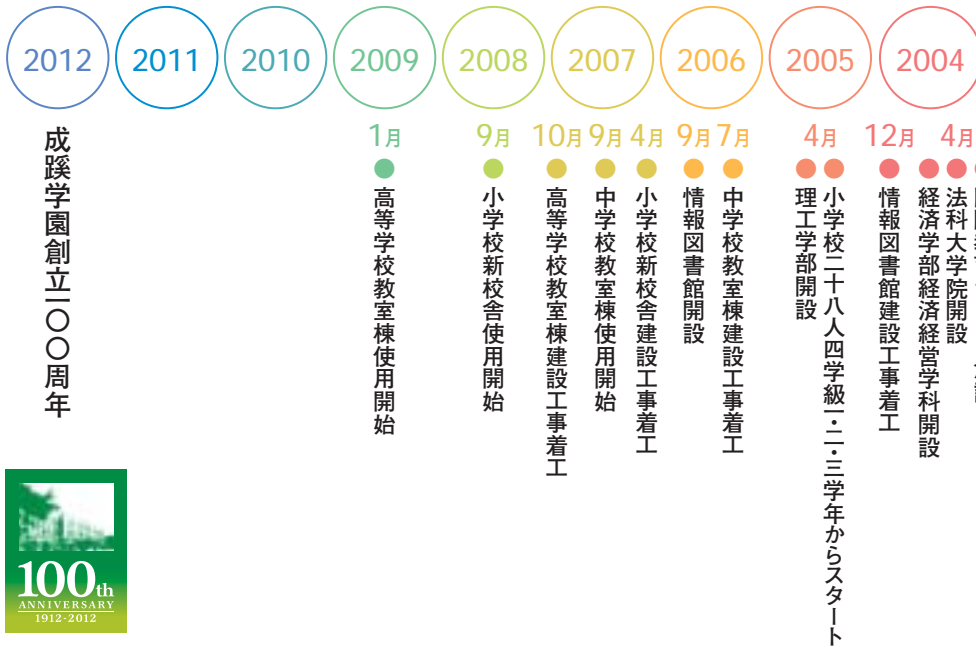 2012
2011
2010
2009
2008
2007
2006
2005
2004
成蹊学園創立一〇〇周年
1月
高等学校教室棟使用開始
9月
小学校新校舎使用開始
10月
高等学校教室棟建設工事着工
9月
中学校教室棟使用開始
4月
小学校新校舎建設工事着工
9月
情報図書館開設
7月
中学校教室棟建設工事着工
4月
理工学部開設
小学校二十八人四学級一・二・三学年からスタート
12月
情報図書館建設工事着工
4月
経済学部経済経営学科開設
法科大学院開設
100th
ANNIVERSARY
1912-2012